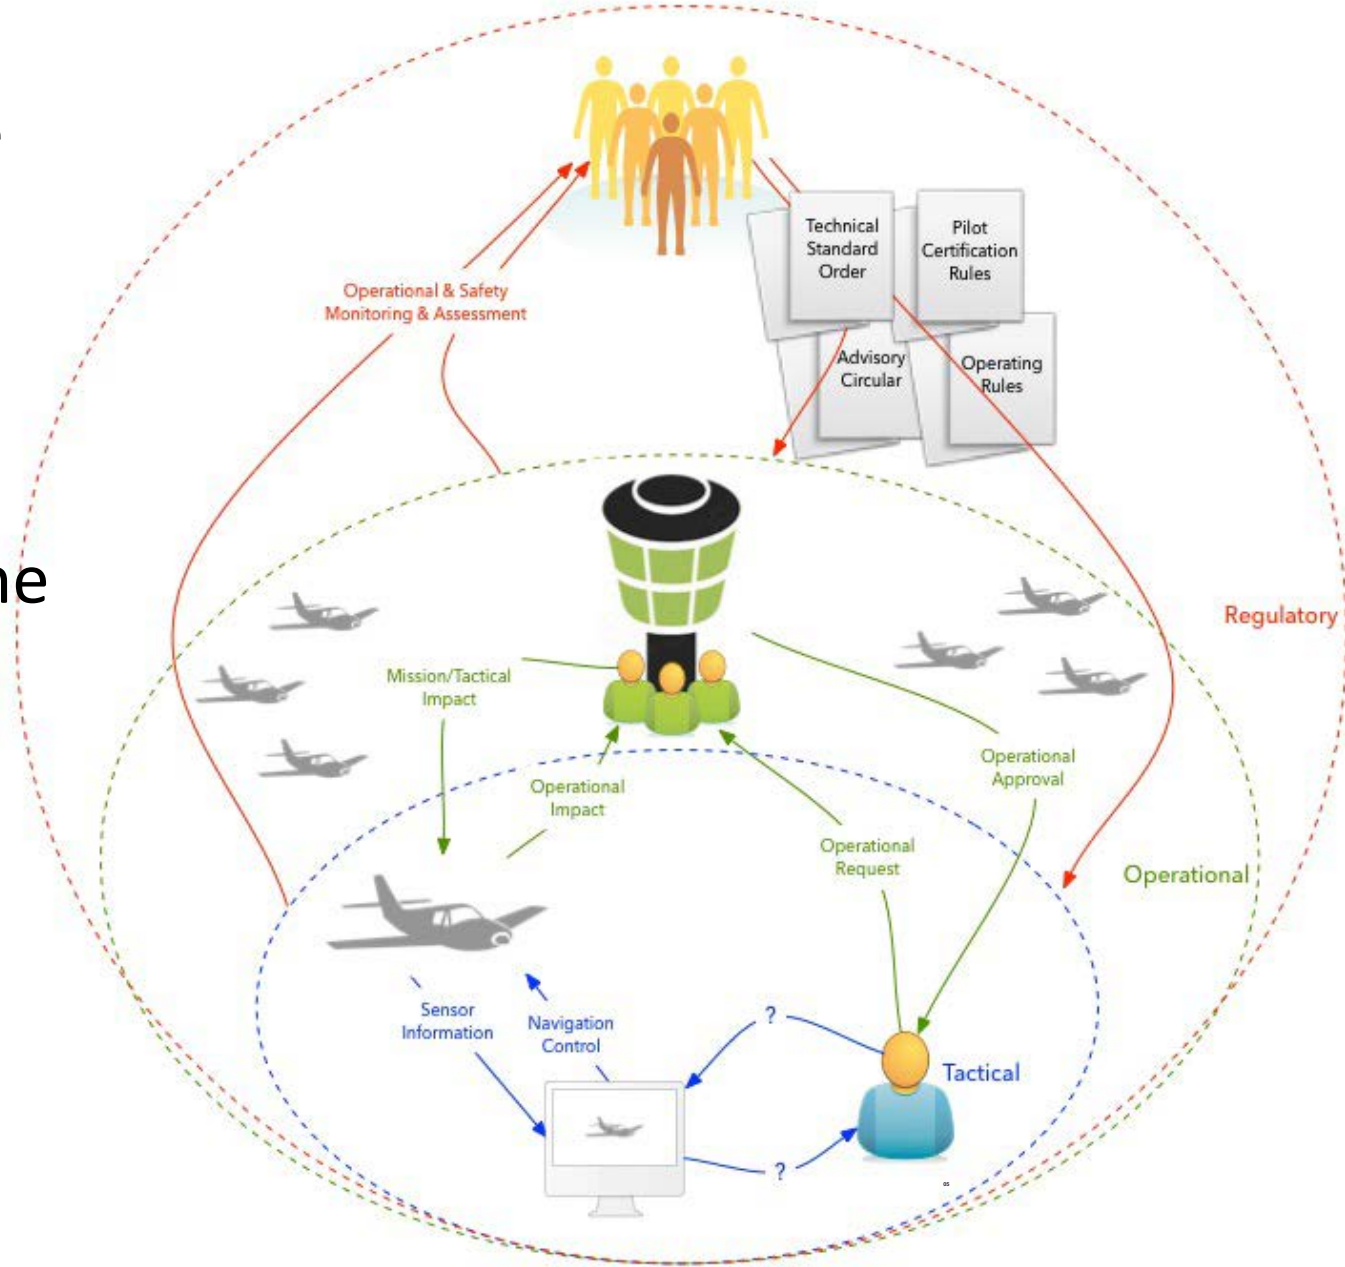 Technical
Standard
Order
Pilot
Certification
Rules
Operational & Safety
Monitoring & Assessment
Advisory
Circular
Operating
Rules
ne
Regulatory
Mission/Tactical
Impact
Operational
Approval
Operational
Impact
Operational
Request
Operational
Sensor
Information
Navigation
Control
?
Tactical
?